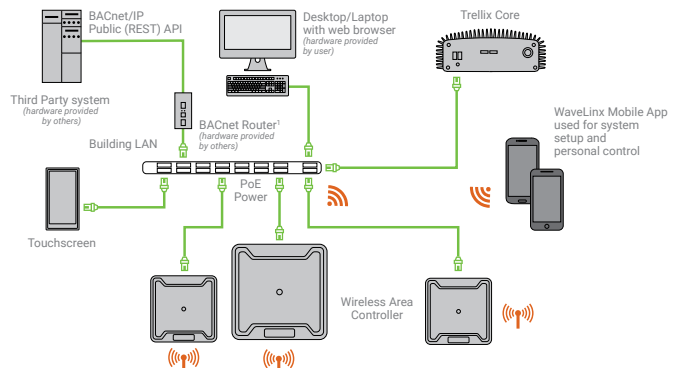 BACnet/IP
Public (REST) API
Desktop/Laptop
with web browser
(hardware provided
by user)
Trellix Core
Third Party system
(hardware provided
by others)
BACnet Router¹
(hardware provided
by others)
Building LAN
WaveLinx Mobile App
used for system
setup and
personal control
PoE
Power
Touchscreen
Wireless Area
Controller